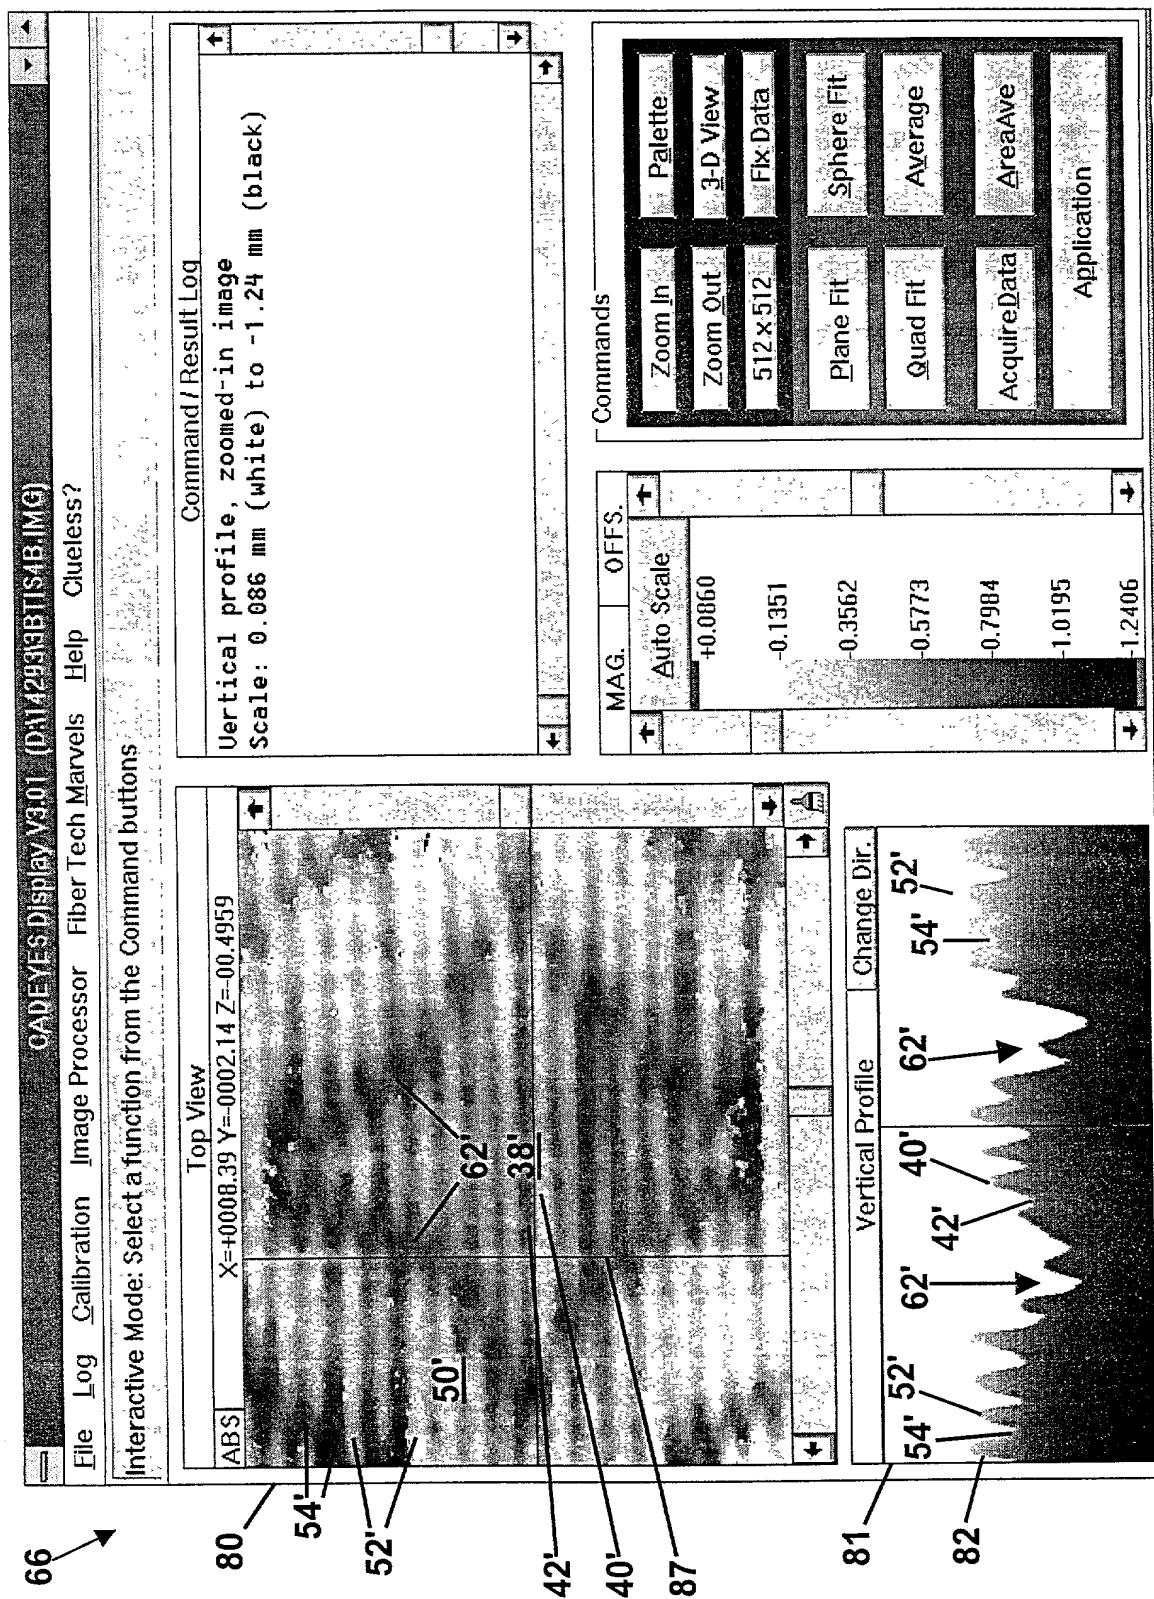 66
CADEYES Display V3.01 (DA14293\3BTIS4B.IMG)
File Log Calibration Image Processor Fiber Tech Marvels Help Clueless?
Interactive Mode: Select a function from the Command buttons
Top View
ABS X=+0008.39 Y=-0002.14 Z=-00.4959
80
54'
52'
50'
62'
38'
42'
40'
87
Command / Result Log
Vertical profile, zoomed-in image
Scale: 0.086 mm (white) to -1.24 mm (black)
Vertical Profile Change Dir.
81
82
54'
52'
62'
42'
40'
62'
54'
52'
MAG. OFFS.
Auto Scale
+0.0860
-0.1351
-0.3562
-0.5773
-0.7984
-1.0195
-1.2406
Commands
Zoom In Palette
Zoom Out 3-D View
512 x 512 Fix Data
Plane Fit Sphere Fit
Quad Fit Average
AcquireData AreaAve
Application